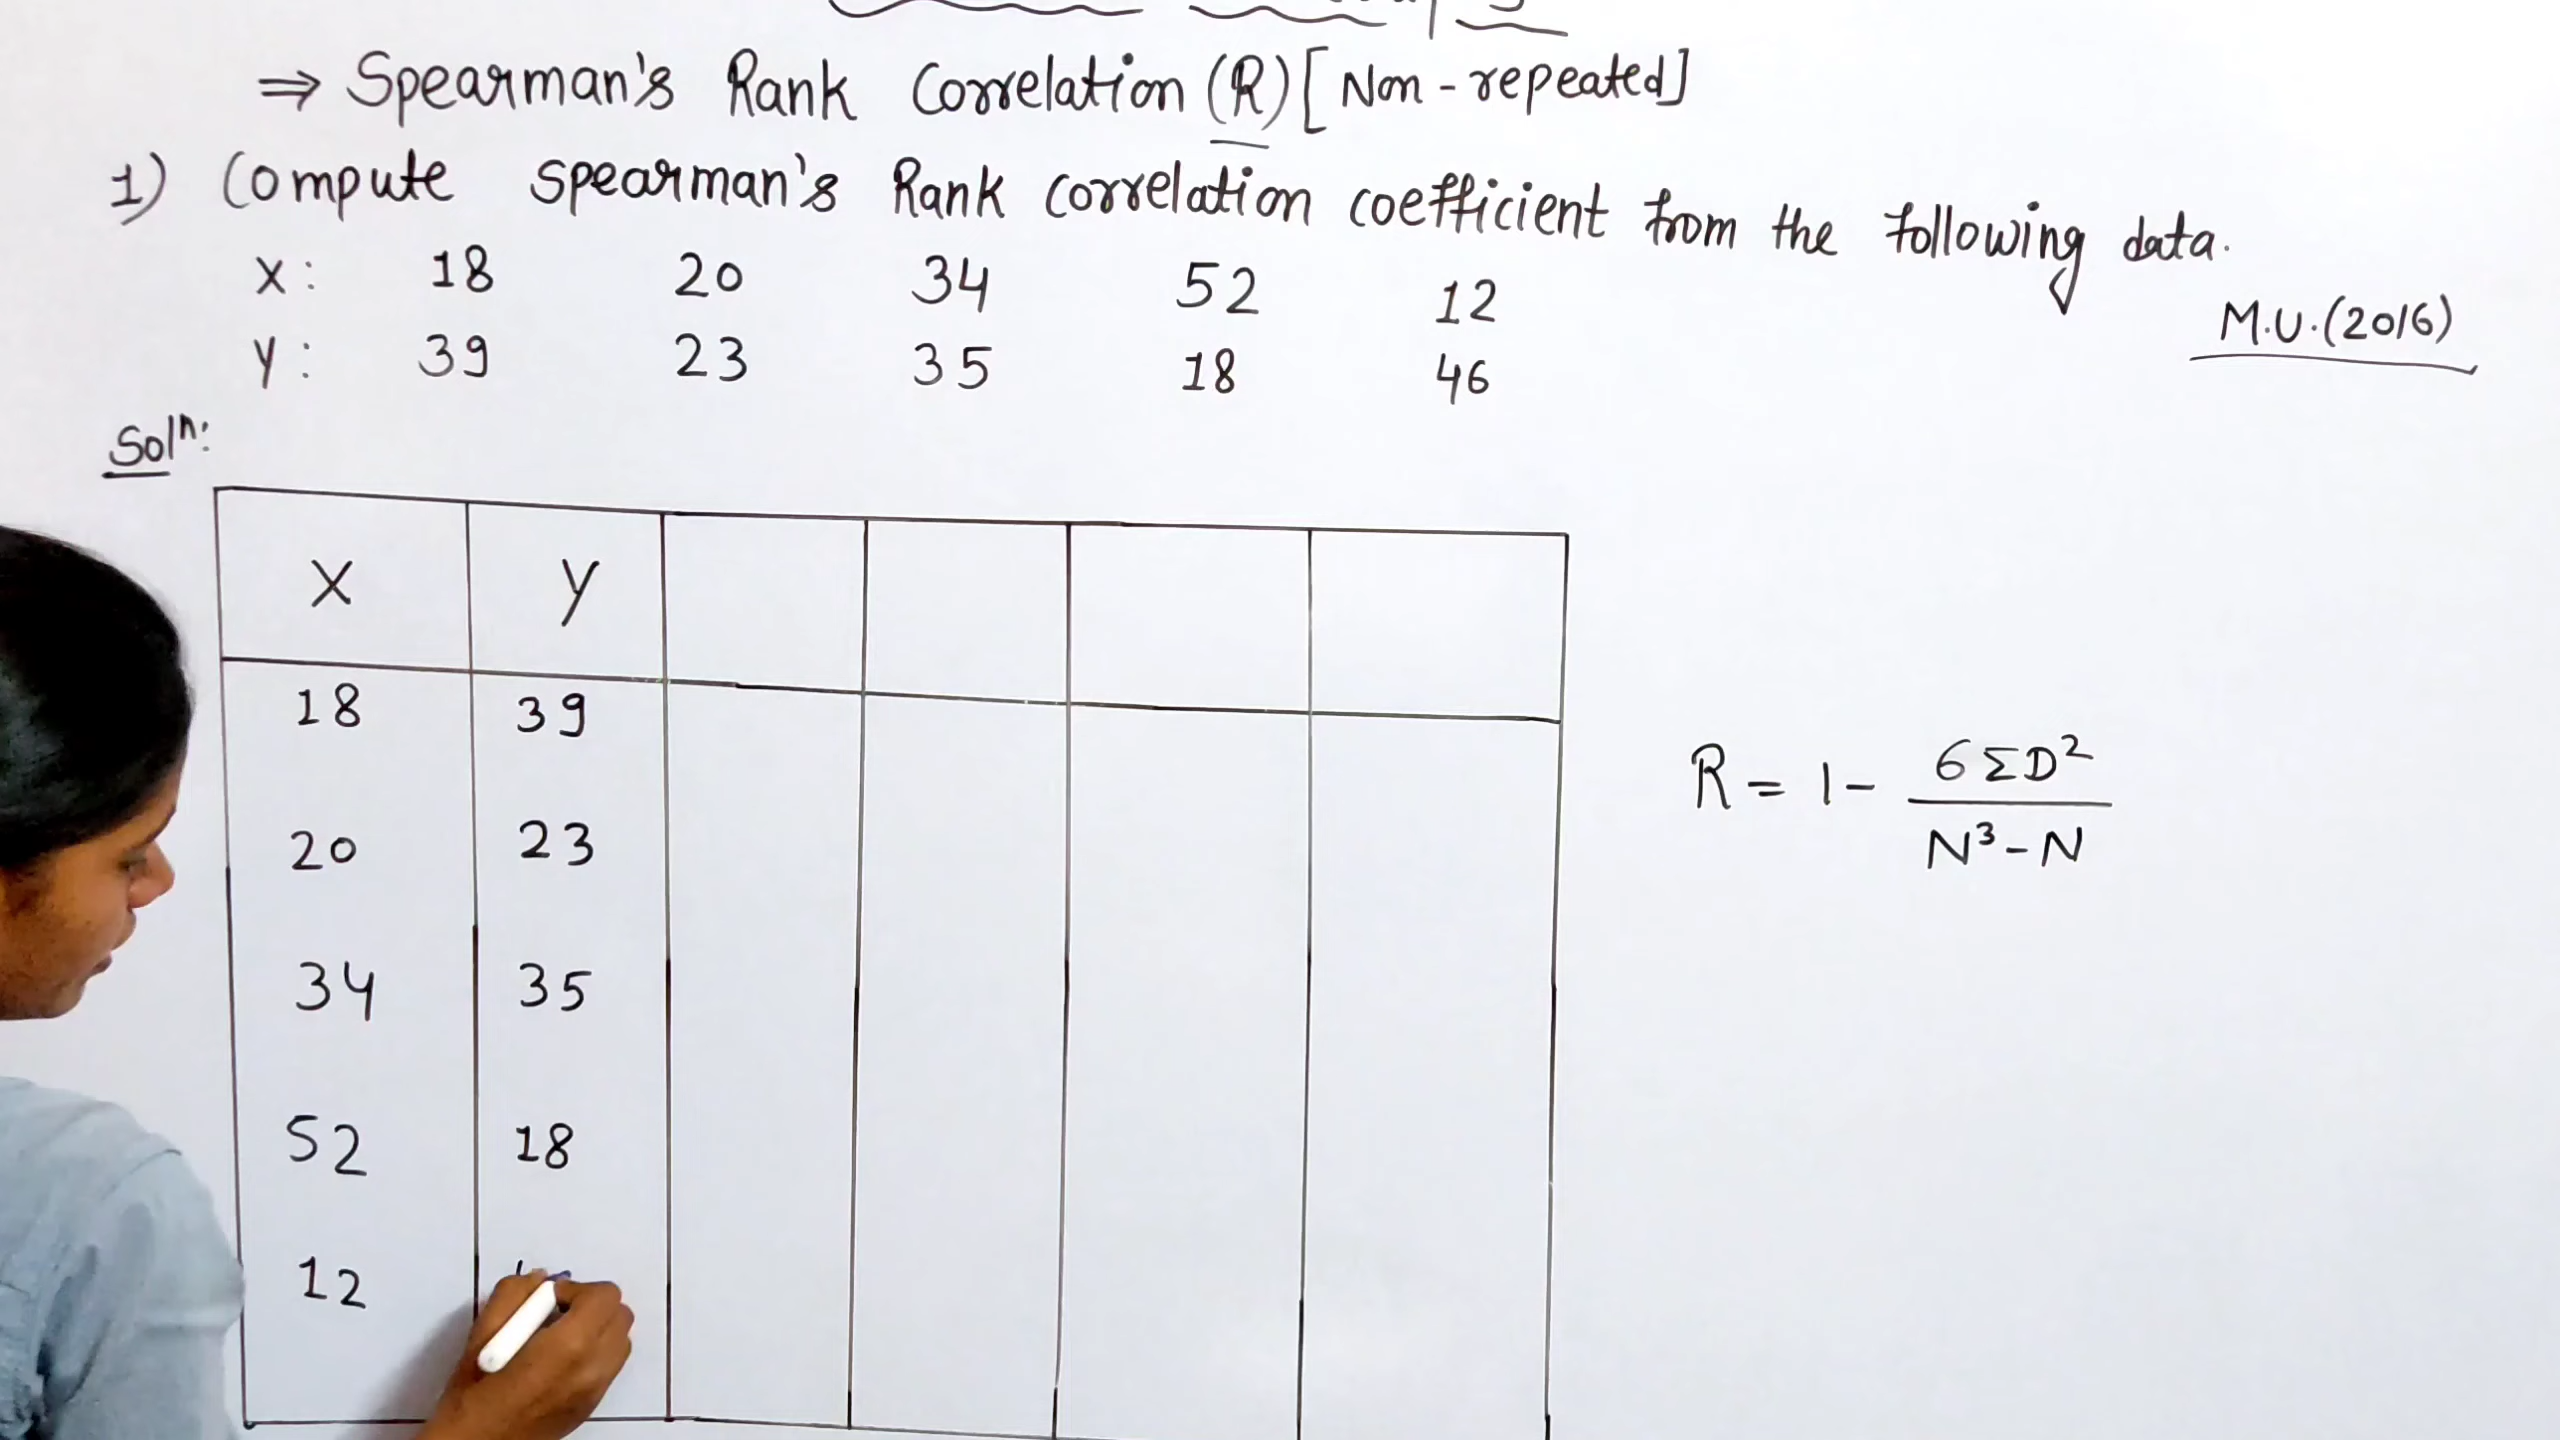 ⇒ Spearman's Rank Correlation (R) [Non-repeated]
1) Compute spearman's Rank correlation coefficient from the following data.
X: 18 20 34 52 12
y: 39 23 35 18 46
M.U.(2016)
Solⁿ:
X y
18 39
20 23
34 35
52 18
12
R = 1 - 6ΣD² / N³-N